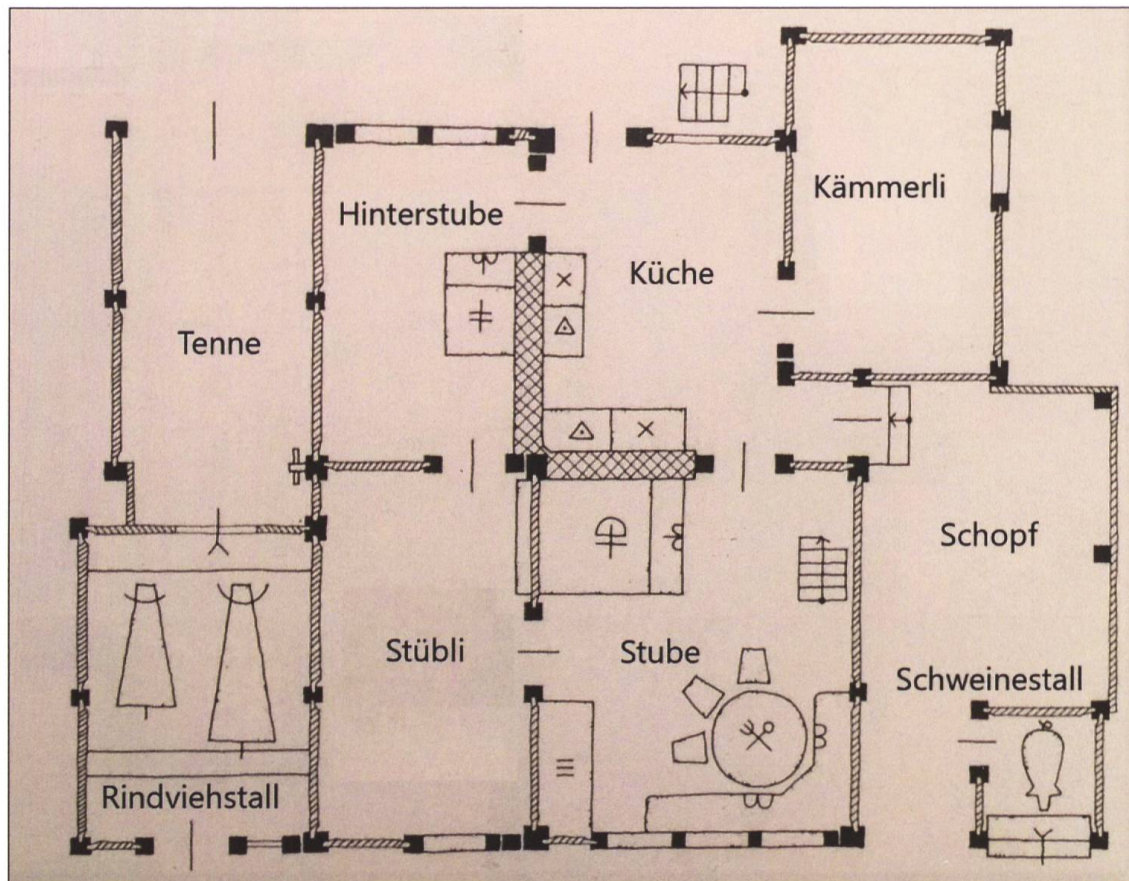 Kämmerli
Hinterstube
Küche
Tenne
Schopf
Stübli
Stube
Schweinestall
Rindviehstall